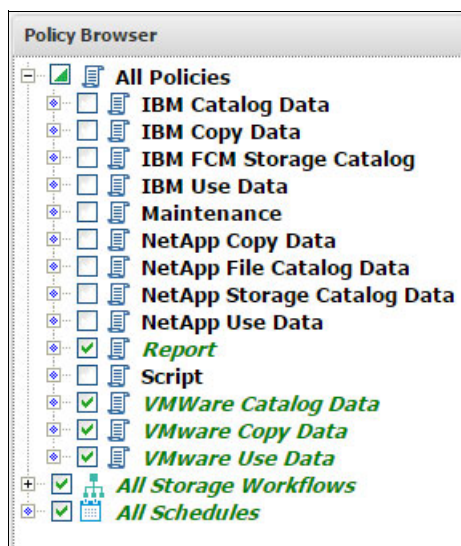 Policy Browser
All Policies
IBM Catalog Data
IBM Copy Data
IBM FCM Storage Catalog
IBM Use Data
Maintenance
NetApp Copy Data
NetApp File Catalog Data
NetApp Storage Catalog Data
NetApp Use Data
Report
Script
VMWare Catalog Data
VMware Copy Data
VMware Use Data
All Storage Workflows
All Schedules